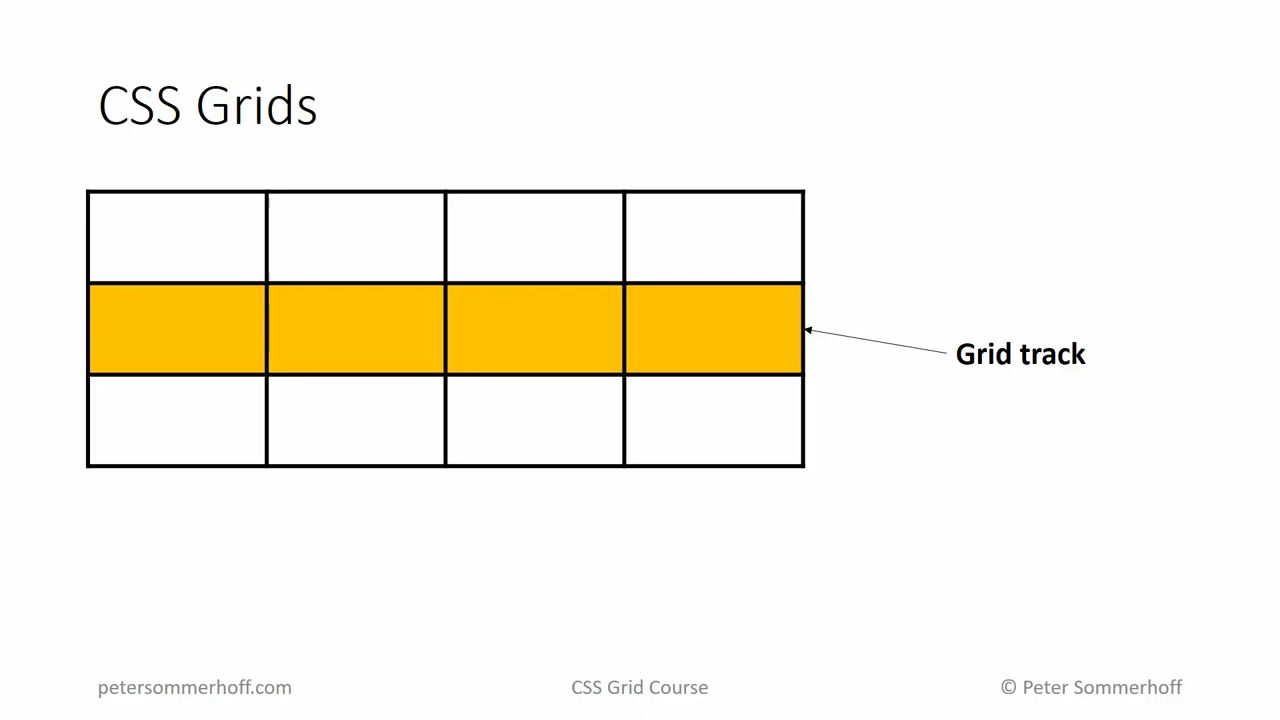 CSS Grids
Grid track
petersommerhoff.com
CSS Grid Course
© Peter Sommerhoff